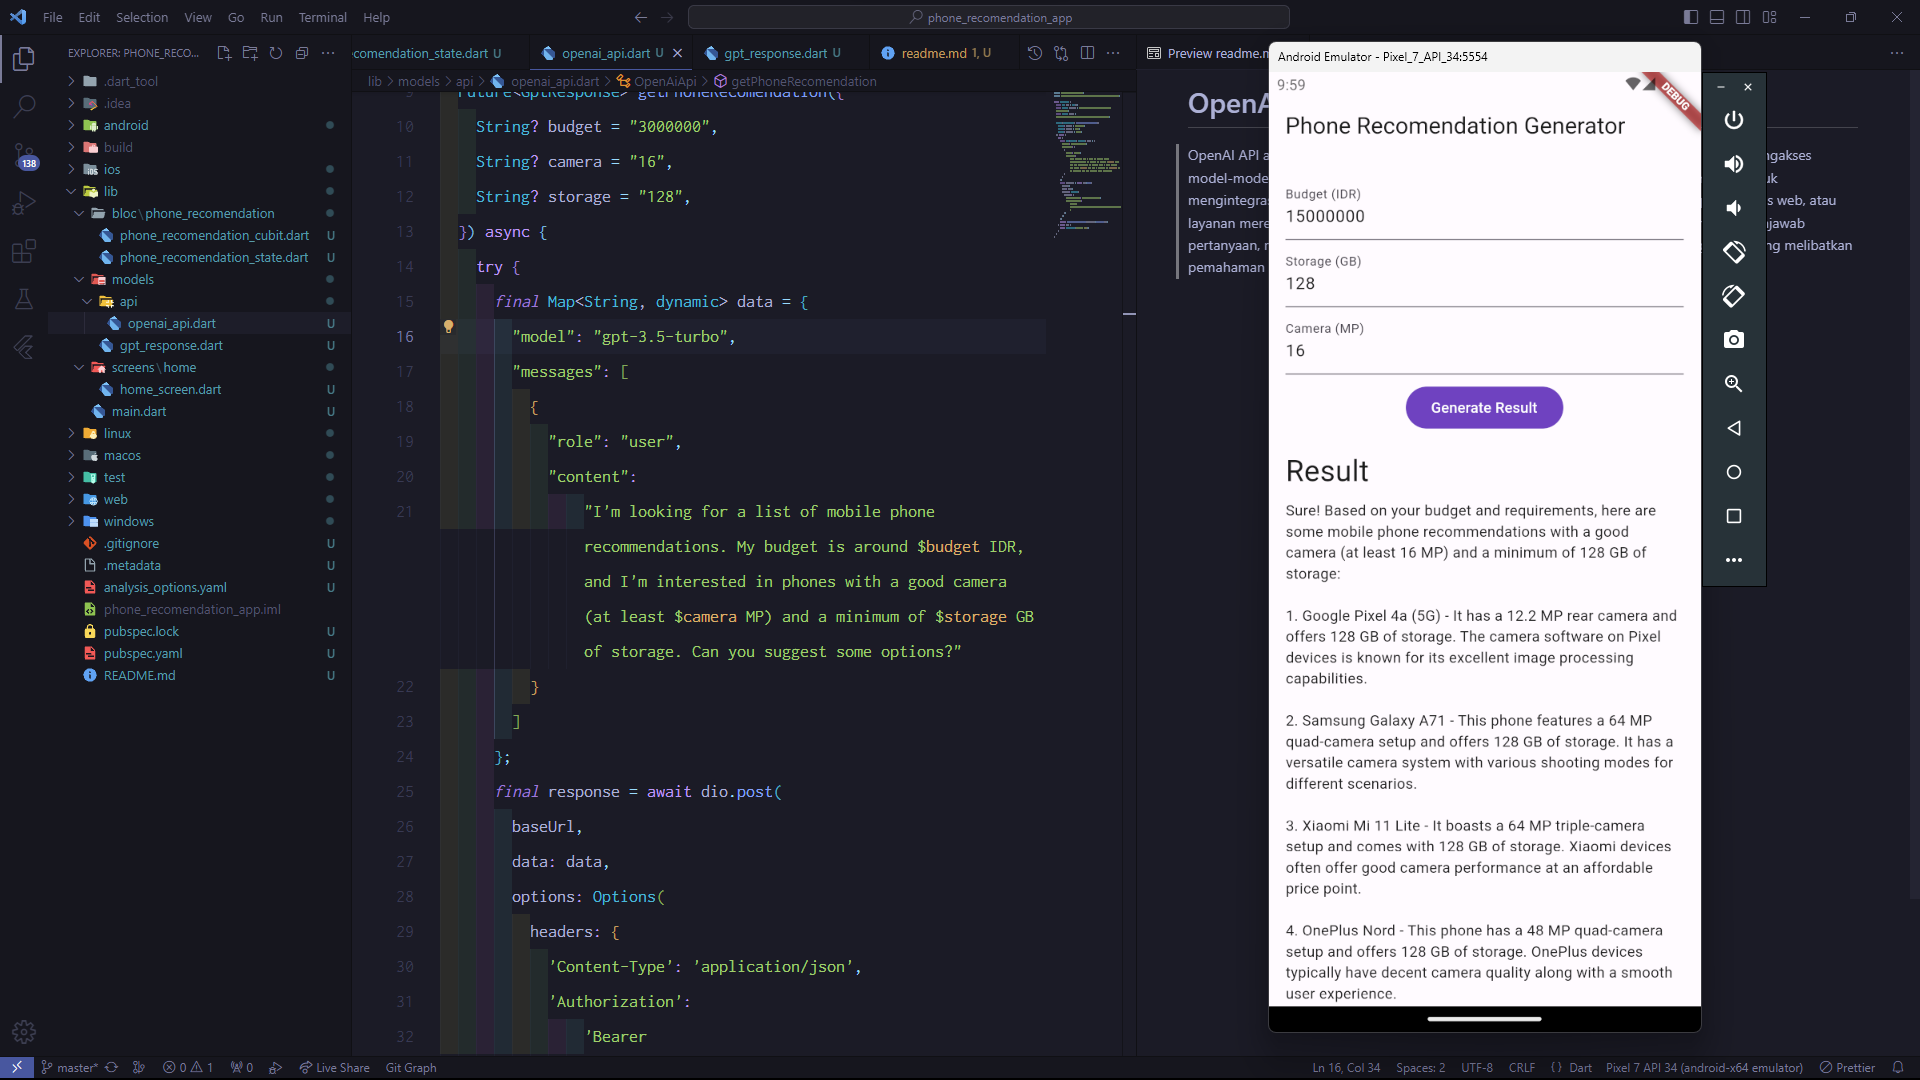 File Edit Selection View Go Run Terminal Help
phone_recomendation_app
EXPLORER: PHONE_RECO...
.dart_tool
.idea
android
build
ios
lib
bloc\phone_recomendation
phone_recomendation_cubit.dart U
phone_recomendation_state.dart U
models
api
openai_api.dart U
gpt_response.dart U
screens\home
home_screen.dart U
main.dart U
linux
macos
test
web
windows
.gitignore U
.metadata U
analysis_options.yaml U
phone_recomendation_app.iml
pubspec.lock U
pubspec.yaml U
README.md U
138
comendation_state.dart U
openai_api.dart U
gpt_response.dart U
readme.md 1, U
lib > models > api > openai_api.dart > OpenAiApi > getPhoneRecomendation
9 Future<GptResponse> getPhoneRecomendation({
10 String? budget = "3000000",
11 String? camera = "16",
12 String? storage = "128",
13 }) async {
14 try {
15 final Map<String, dynamic> data = {
16 "model": "gpt-3.5-turbo",
17 "messages": [
18 {
19 "role": "user",
20 "content":
21 "I'm looking for a list of mobile phone
recommendations. My budget is around $budget IDR,
and I'm interested in phones with a good camera
(at least $camera MP) and a minimum of $storage GB
of storage. Can you suggest some options?"
22 }
23 ]
24 };
25 final response = await dio.post(
26 baseUrl,
27 data: data,
28 options: Options(
29 headers: {
30 'Content-Type': 'application/json',
31 'Authorization':
32 'Bearer
Preview readme.m
OpenA
OpenAI API a
model-mode
mengintegras
layanan mere
pertanyaan, r
pemahaman
ngakses
uk
s web, atau
ijawab
ng melibatkan
Android Emulator - Pixel_7_API_34:5554
9:59
DEBUG
Phone Recomendation Generator
Budget (IDR)
15000000
Storage (GB)
128
Camera (MP)
16
Generate Result
Result
Sure! Based on your budget and requirements, here are
some mobile phone recommendations with a good
camera (at least 16 MP) and a minimum of 128 GB of
storage:
1. Google Pixel 4a (5G) - It has a 12.2 MP rear camera and
offers 128 GB of storage. The camera software on Pixel
devices is known for its excellent image processing
capabilities.
2. Samsung Galaxy A71 - This phone features a 64 MP
quad-camera setup and offers 128 GB of storage. It has a
versatile camera system with various shooting modes for
different scenarios.
3. Xiaomi Mi 11 Lite - It boasts a 64 MP triple-camera
setup and comes with 128 GB of storage. Xiaomi devices
often offer good camera performance at an affordable
price point.
4. OnePlus Nord - This phone has a 48 MP quad-camera
setup and offers 128 GB of storage. OnePlus devices
typically have decent camera quality along with a smooth
user experience.
master* 0 1 0 Live Share Git Graph
Ln 16, Col 34 Spaces: 2 UTF-8 CRLF { } Dart Pixel 7 API 34 (android-x64 emulator) Prettier